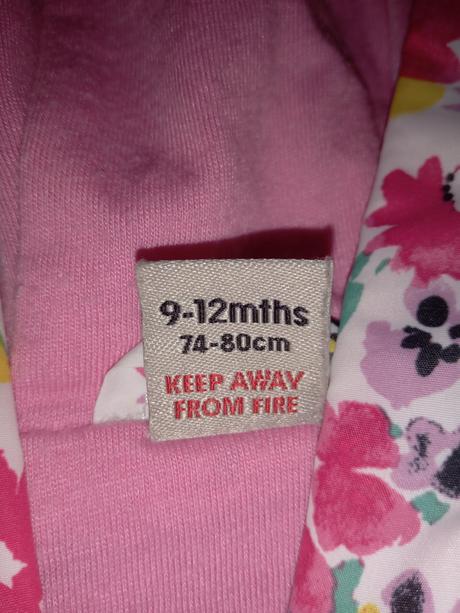 9-12mths
74-80cm
KEEP AWAY
FROM FIRE